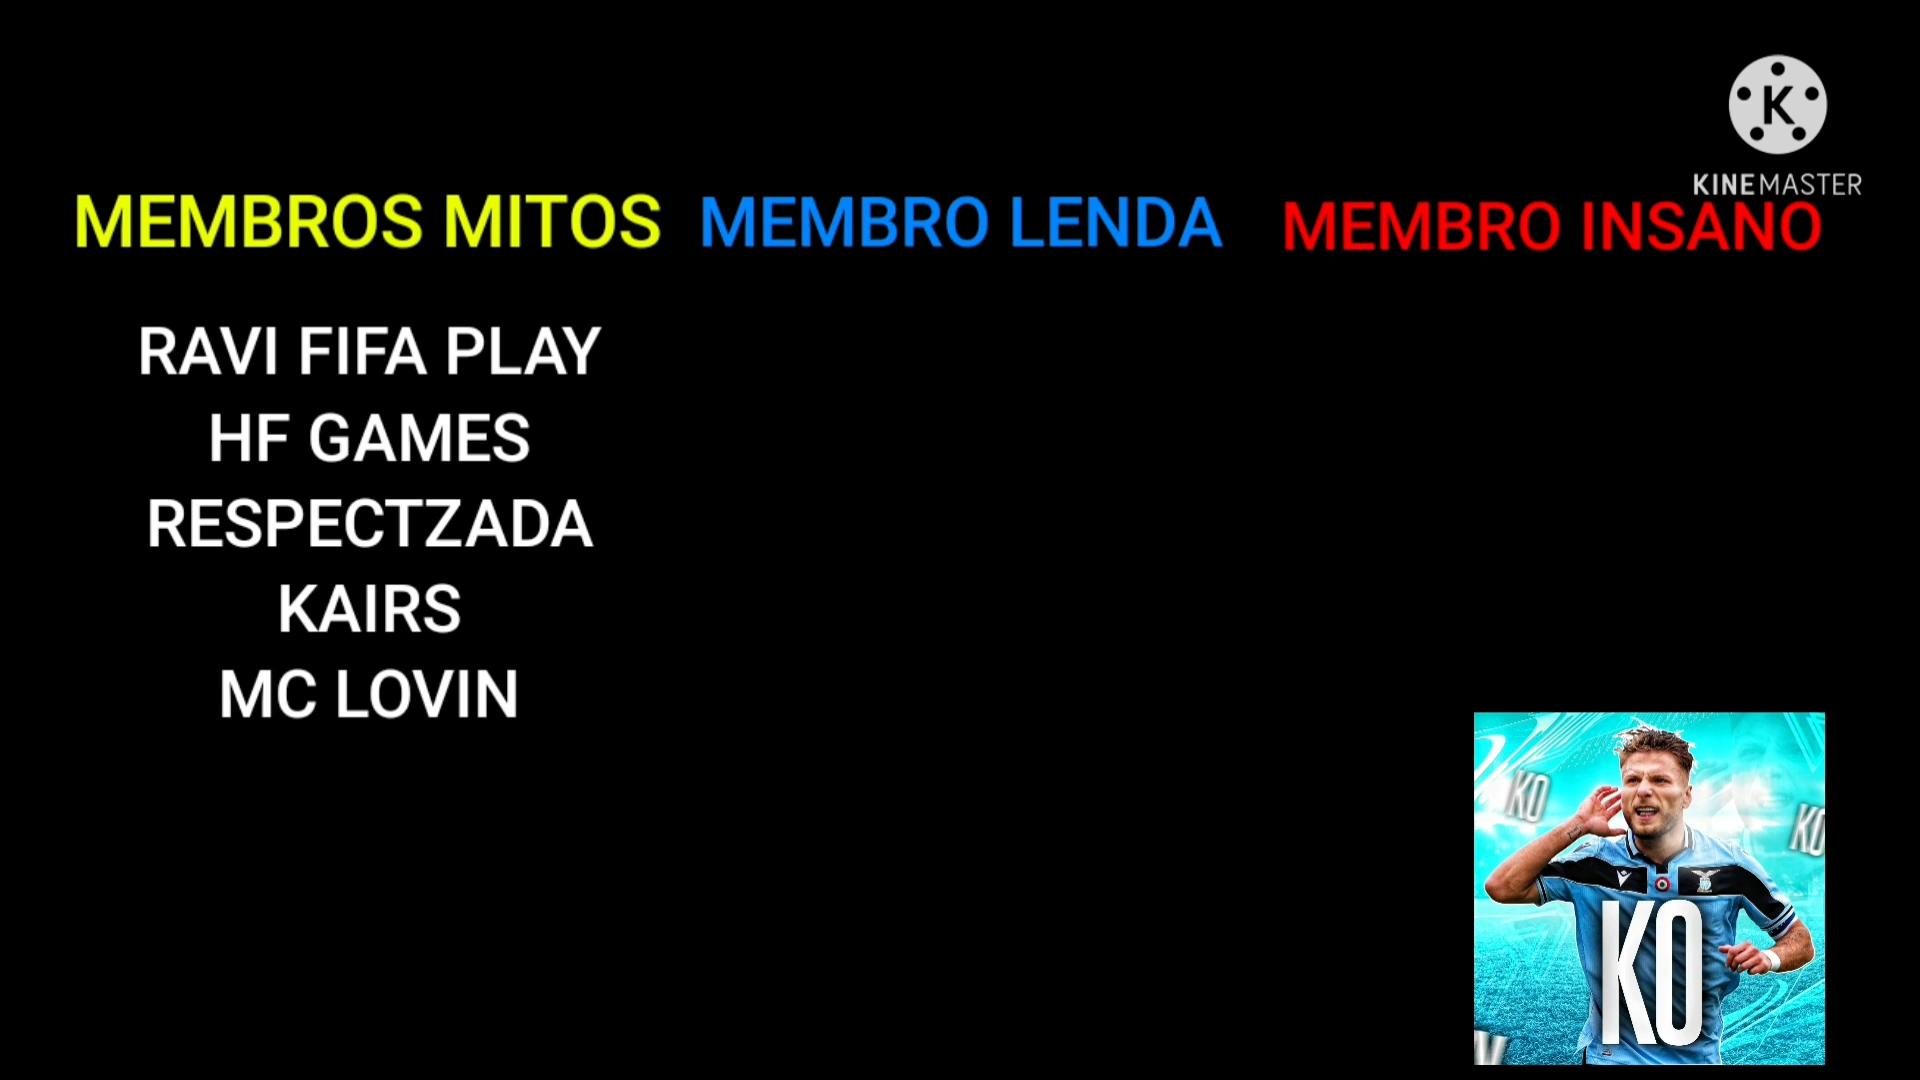 K
KINEMASTER
MEMBROS MITOS
MEMBRO LENDA
MEMBRO INSANO
RAVI FIFA PLAY
HF GAMES
RESPECTZADA
KAIRS
MC LOVIN
KO
KO
KO